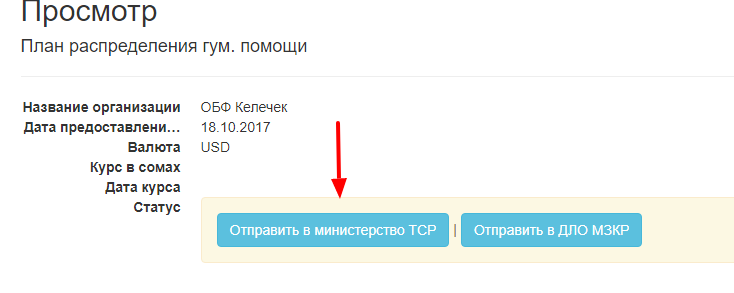 Просмотр
План распределения гум. помощи
Название организации ОБФ Келечек
Дата предоставлени... 18.10.2017
Валюта USD
Курс в сомах
Дата курса
Статус
Отправить в министерство ТСР | Отправить в ДЛО МЗКР